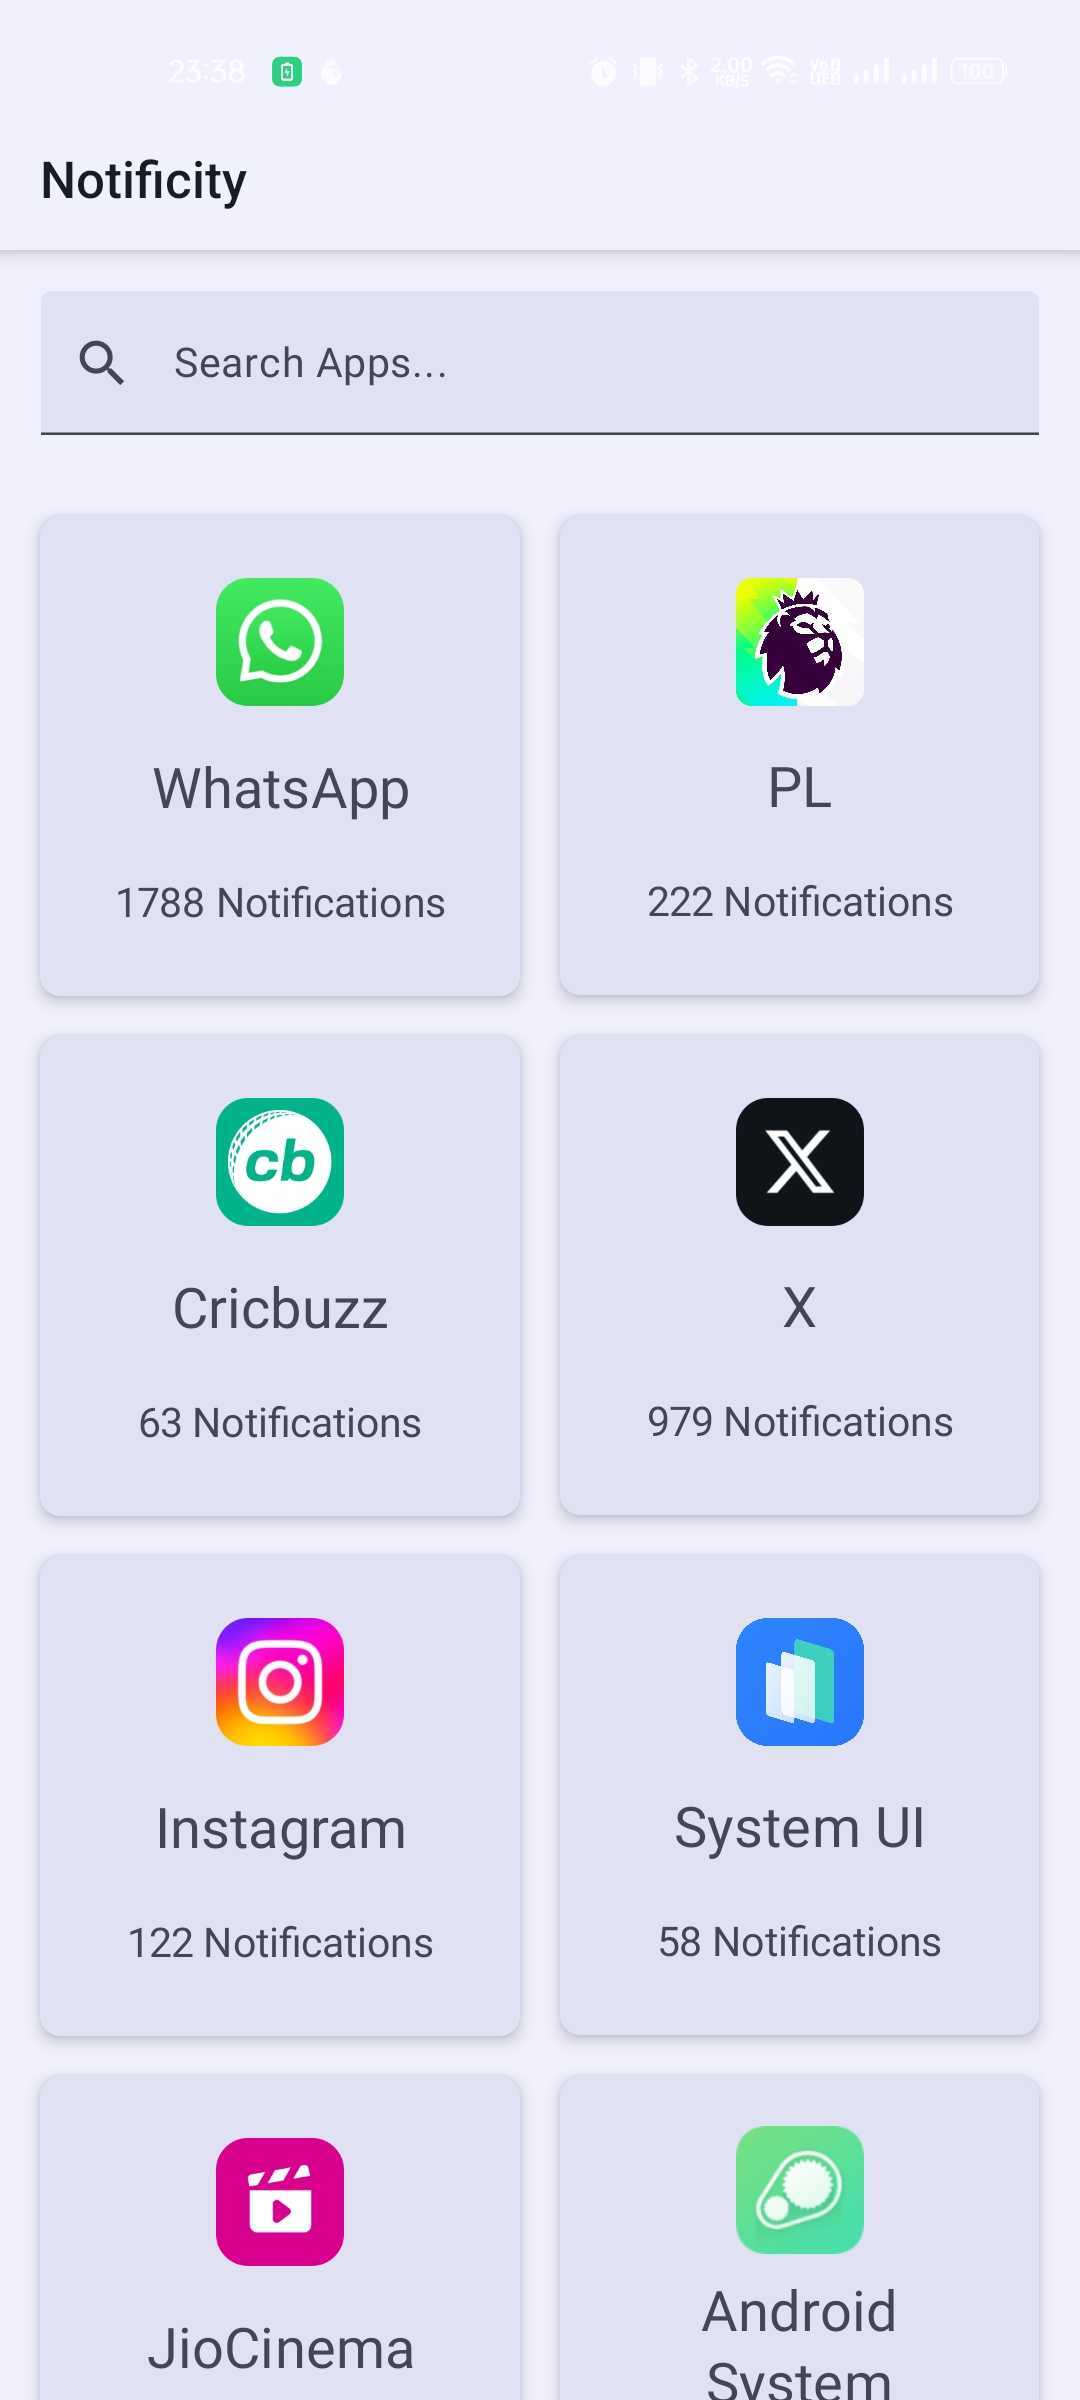 23:38
2.00
KB/S
100
Notificity
Search Apps...
WhatsApp
PL
1788 Notifications
222 Notifications
cb
Cricbuzz
X
63 Notifications
979 Notifications
Instagram
System UI
122 Notifications
58 Notifications
JioCinema
Android
System